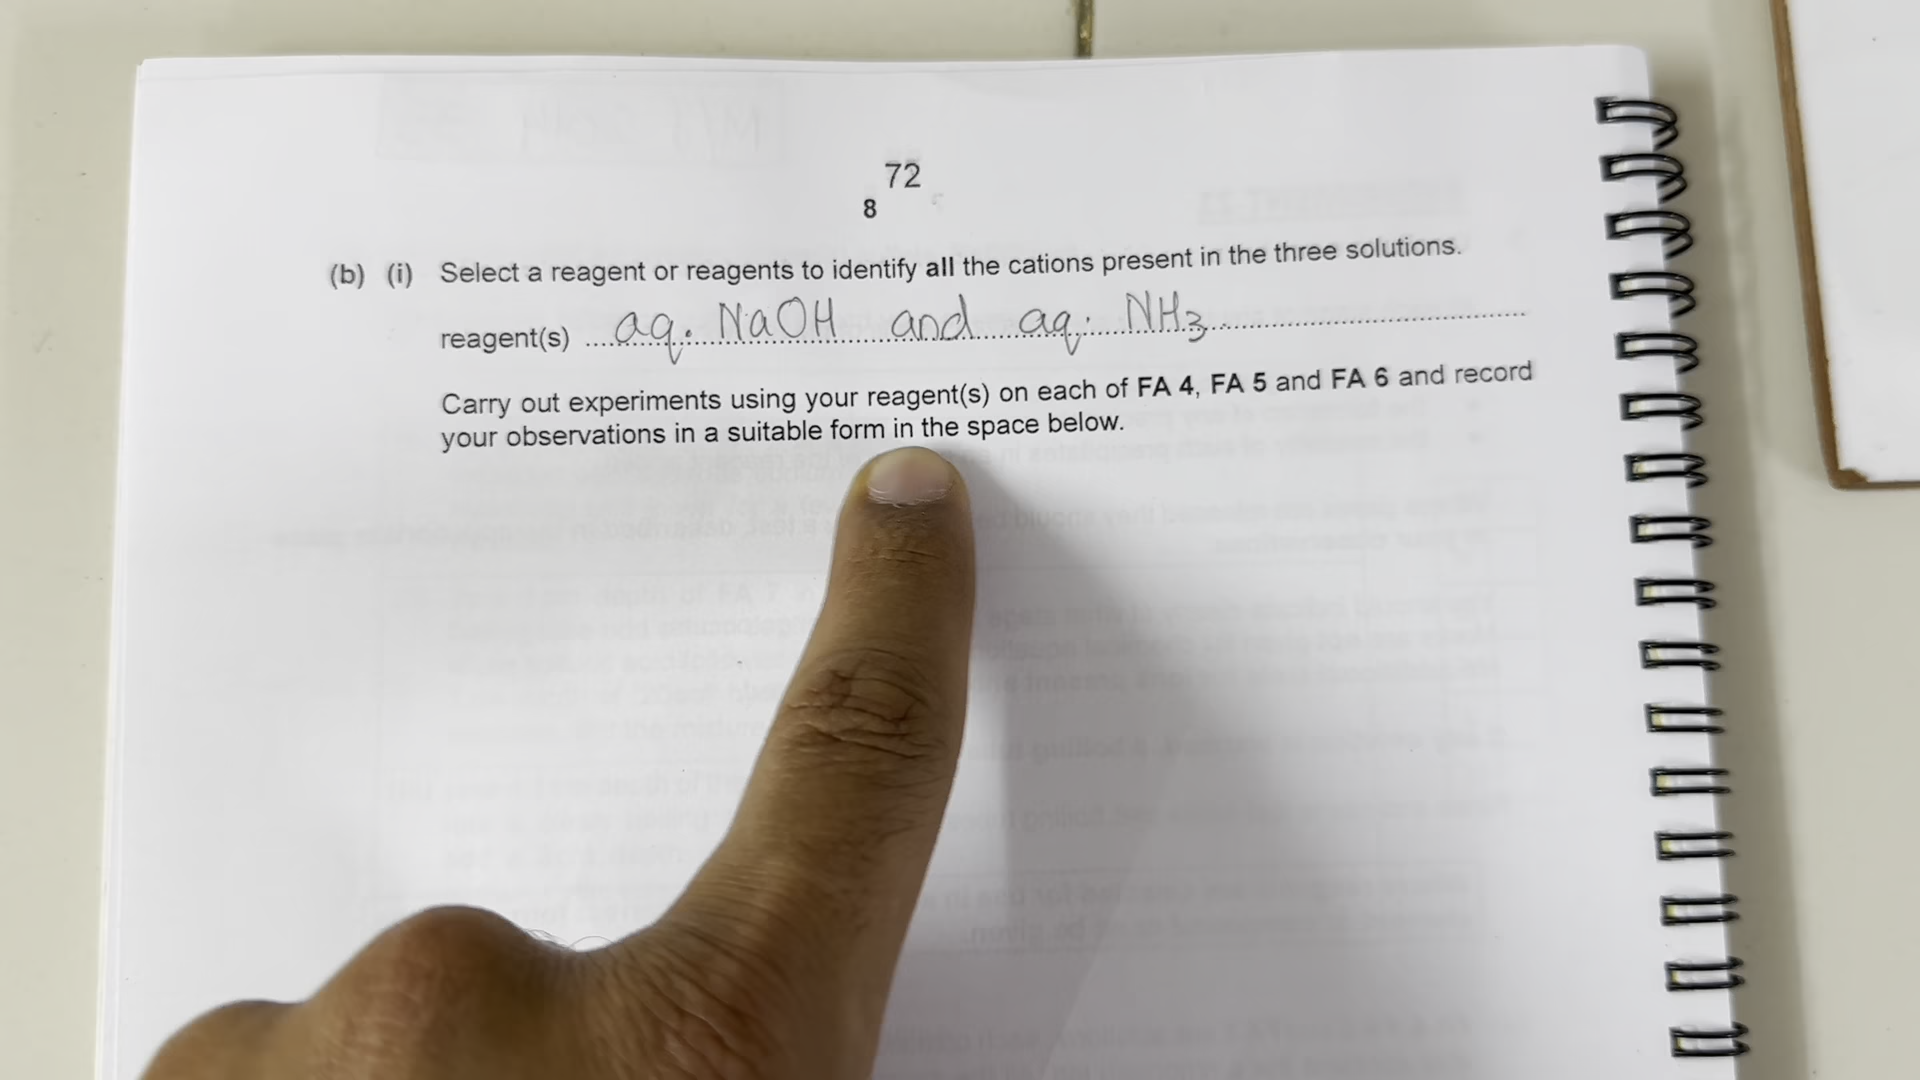 72
8
(b) (i) Select a reagent or reagents to identify all the cations present in the three solutions.
reagent(s) aq. NaOH and aq. NH3
Carry out experiments using your reagent(s) on each of FA 4, FA 5 and FA 6 and record
your observations in a suitable form in the space below.